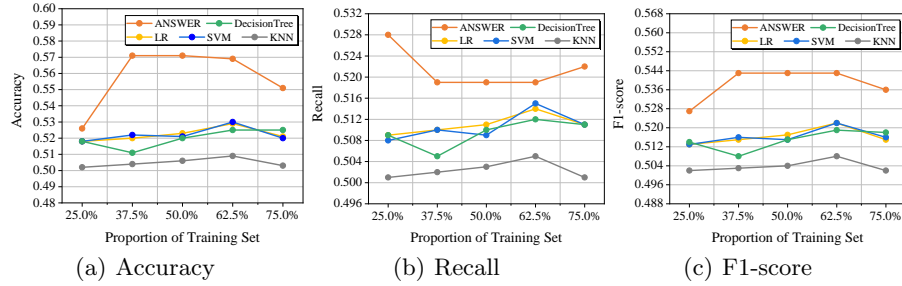 0.60
0.59
0.58
0.57
0.56
0.55
0.54
0.53
0.52
0.51
0.50
0.49
0.48
Accuracy
ANSWER DecisionTree
LR SVM KNN
25.0% 37.5% 50.0% 62.5% 75.0%
Proportion of Training Set
(a) Accuracy
0.532
0.528
0.524
0.520
0.516
0.512
0.508
0.504
0.500
0.496
Recall
ANSWER DecisionTree
LR SVM KNN
25.0% 37.5% 50.0% 62.5% 75.0%
Proportion of Training Set
(b) Recall
0.568
0.560
0.552
0.544
0.536
0.528
0.520
0.512
0.504
0.496
0.488
F1-score
ANSWER DecisionTree
LR SVM KNN
25.0% 37.5% 50.0% 62.5% 75.0%
Proportion of Training Set
(c) F1-score